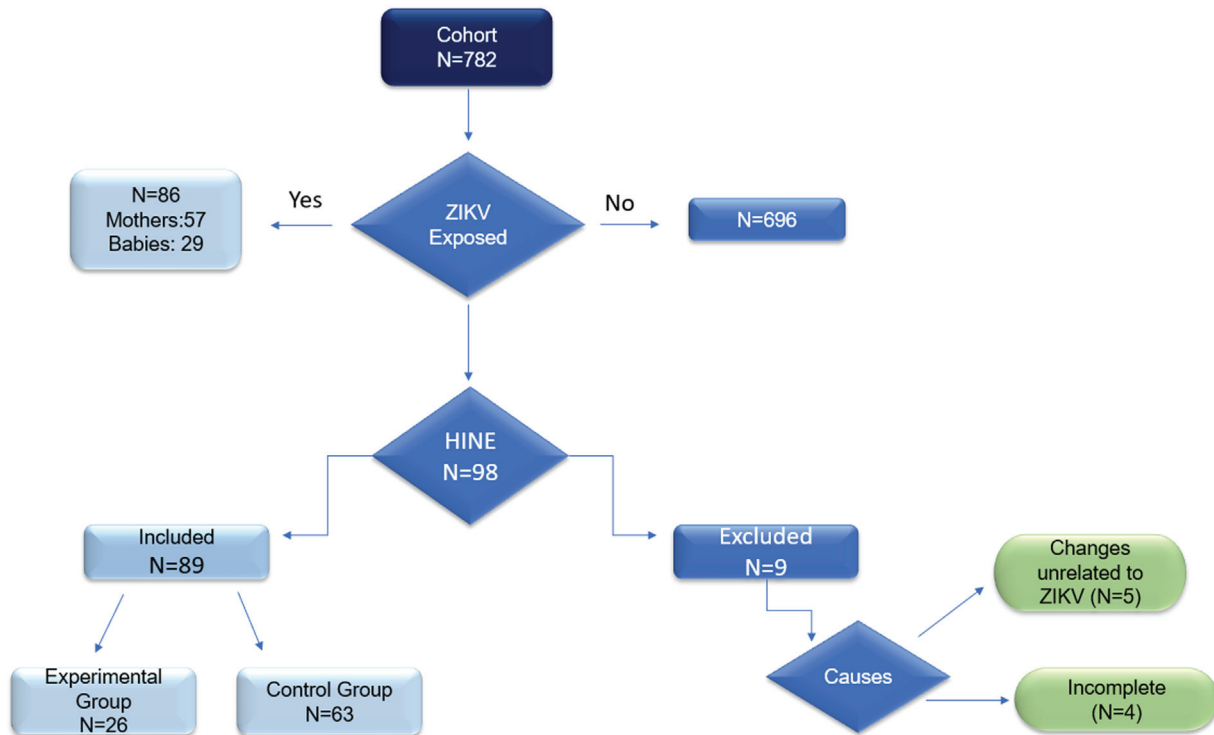 Cohort
N=782
N=86
Mothers:57
Babies: 29
Yes
ZIKV
Exposed
No
N=696
HINE
N=98
Included
N=89
Excluded
N=9
Changes
unrelated to
ZIKV (N=5)
Experimental
Group
N=26
Control Group
N=63
Causes
Incomplete
(N=4)